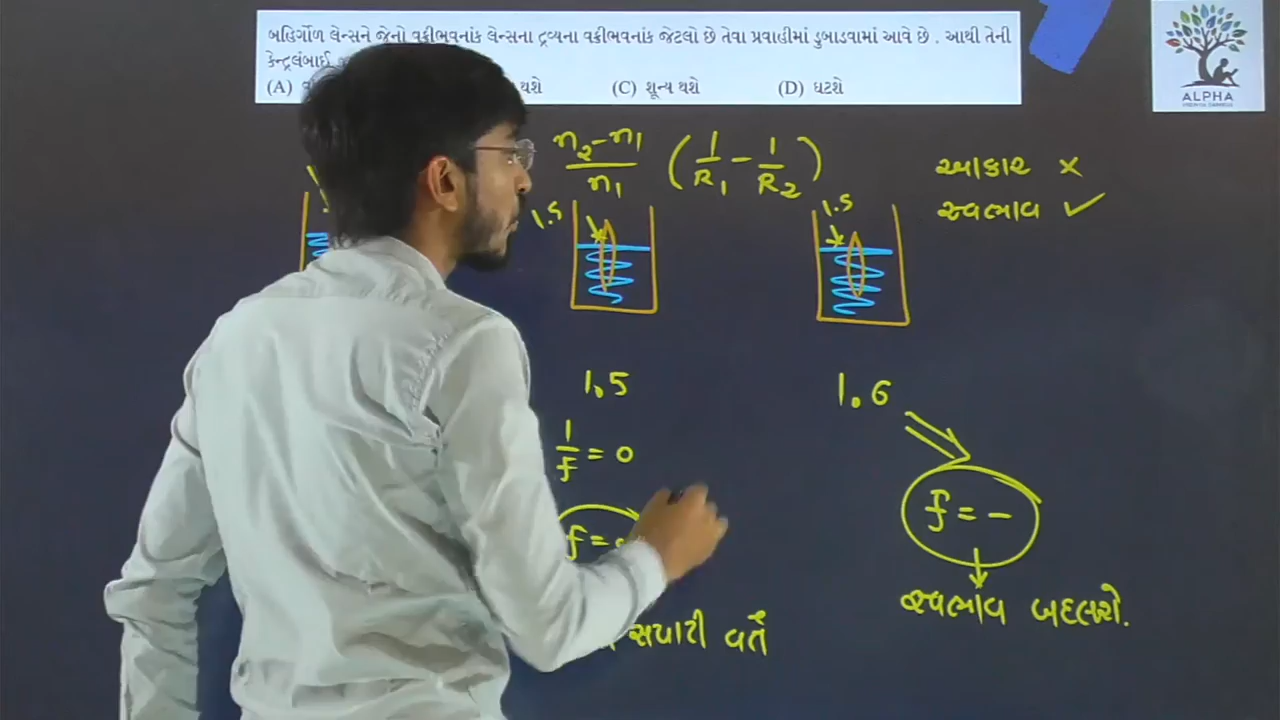 બહિર્ગોળ લેન્સને જેનો વક્રીભવનાંક લેન્સના દ્રવ્યના વક્રીભવનાંક જેટલો છે તેવા પ્રવાહીમાં ડુબાડવામાં આવે છે . આથી તેની
કેન્દ્રલંબાઈ
(A) થશે (C) શૂન્ય થશે (D) ઘટશે
ALPHA
n₂-n₁ / n₁ (1/R₁ - 1/R₂)
આકાર ×
સ્વભાવ ✓
1.5 1.5
1.5 1.6
1/f = 0
f = f = -
સ્વભાવ બદલશે.
સપાટી વર્તે